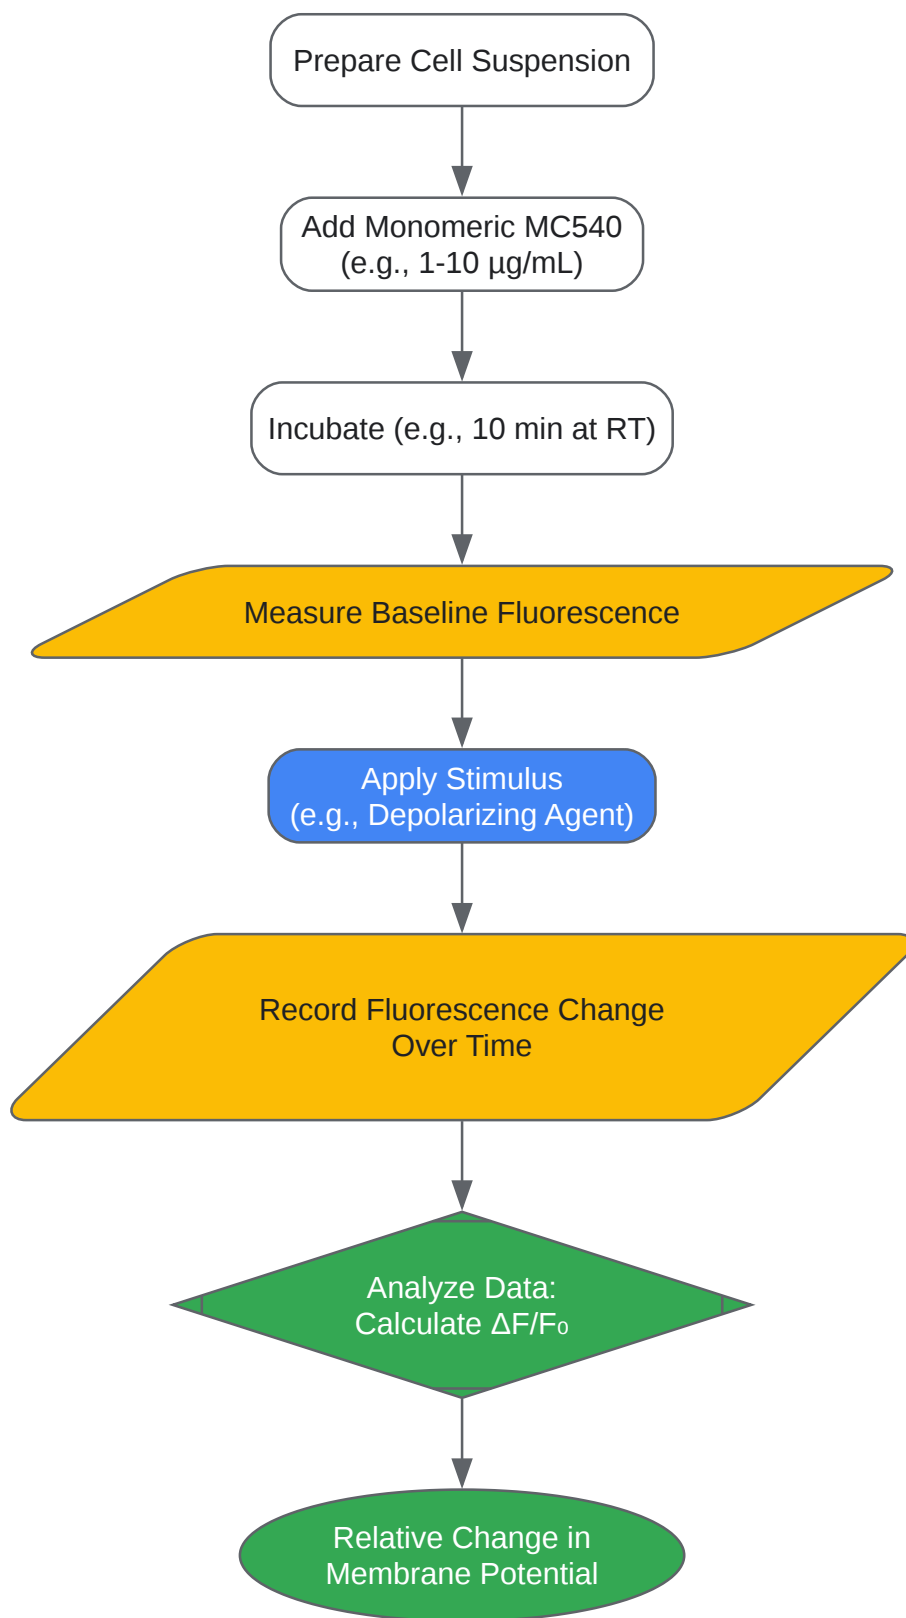 Prepare Cell Suspension
Add Monomeric MC540
(e.g., 1-10 µg/mL)
Incubate (e.g., 10 min at RT)
Measure Baseline Fluorescence
Apply Stimulus
(e.g., Depolarizing Agent)
Record Fluorescence Change
Over Time
Analyze Data:
Calculate ΔF/F₀
Relative Change in
Membrane Potential